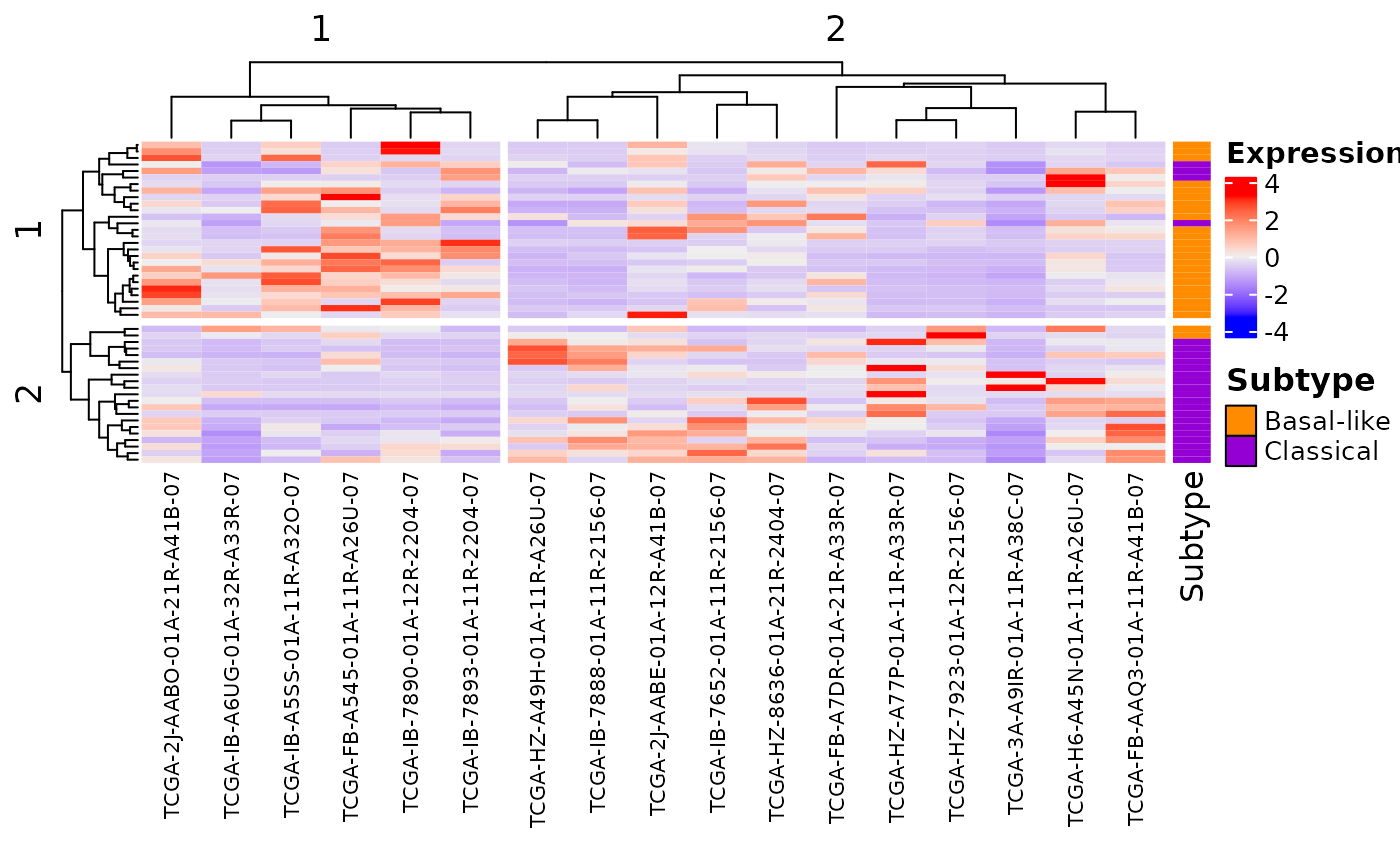 1
2
1
2
Expression
4
2
0
-2
-4
Subtype
Basal-like
Classical
Subtype
TCGA-2J-AABO-01A-21R-A41B-07
TCGA-IB-A6UG-01A-32R-A33R-07
TCGA-IB-A5SS-01A-11R-A32O-07
TCGA-FB-A545-01A-11R-A26U-07
TCGA-IB-7890-01A-12R-2204-07
TCGA-IB-7893-01A-11R-2204-07
TCGA-HZ-A49H-01A-11R-A26U-07
TCGA-IB-7888-01A-11R-2156-07
TCGA-2J-AABE-01A-12R-A41B-07
TCGA-IB-7652-01A-11R-2156-07
TCGA-HZ-8636-01A-21R-2404-07
TCGA-FB-A7DR-01A-21R-A33R-07
TCGA-HZ-A77P-01A-11R-A33R-07
TCGA-HZ-7923-01A-12R-2156-07
TCGA-3A-A9IR-01A-11R-A38C-07
TCGA-H6-A45N-01A-11R-A26U-07
TCGA-FB-AAQ3-01A-11R-A41B-07